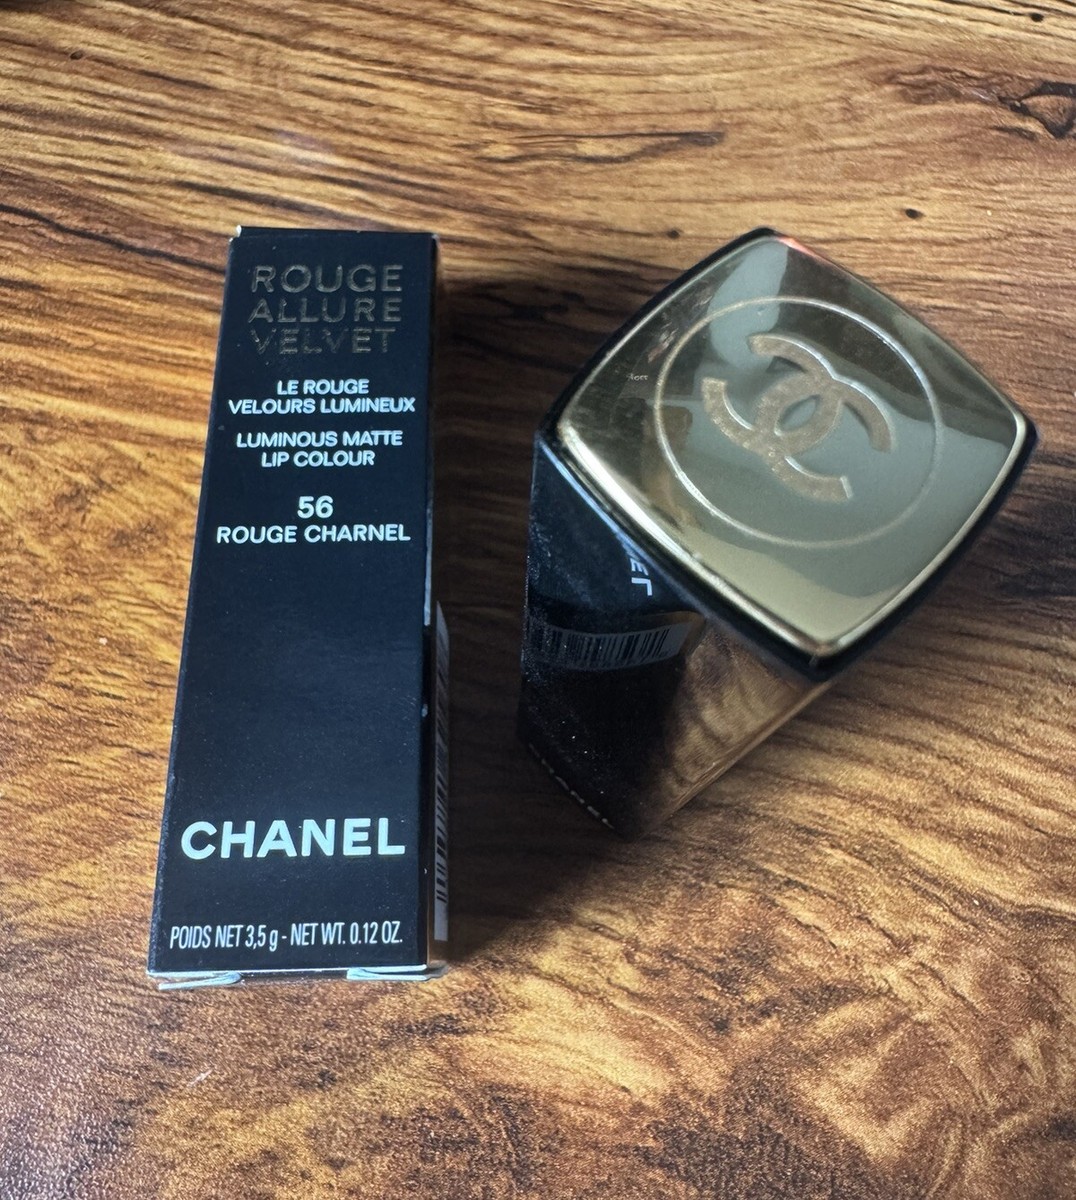 ROUGE
ALLURE
VELVET
LE ROUGE
VELOURS LUMINEUX
LUMINOUS MATTE
LIP COLOUR
56
ROUGE CHARNEL
CHANEL
POIDS NET 3,5 g - NET WT. 0.12 OZ.